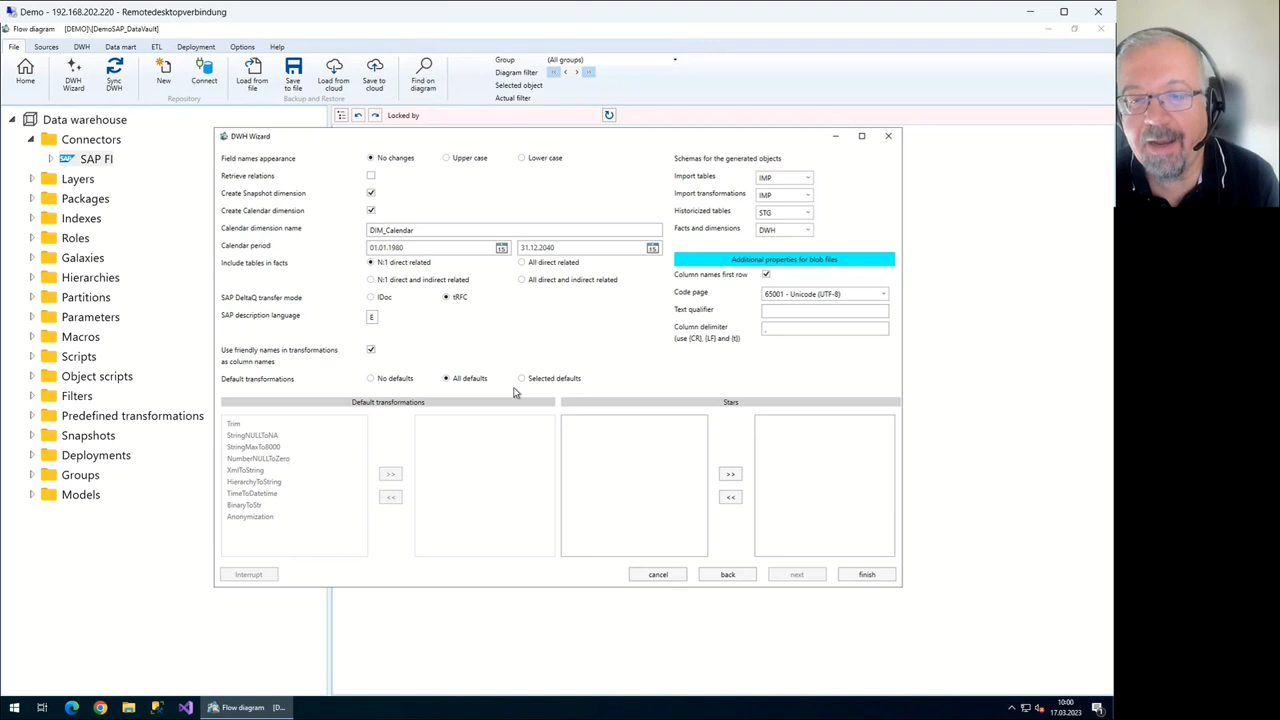 Demo - 192.168.202.220 - Remotedesktopverbindung
Flow diagram [DEMO]\[DemoSAP_DataVault]
File Sources DWH Data mart ETL Deployment Options Help
Home
DWH Wizard
Sync DWH
New
Connect
Load from file
Save to file
Load from cloud
Save to cloud
Find on diagram
Repository
Backup and Restore
Group (All groups)
Diagram filter
Selected object
Actual filter
Locked by
Data warehouse
Connectors
SAP FI
Layers
Packages
Indexes
Roles
Galaxies
Hierarchies
Partitions
Parameters
Macros
Scripts
Object scripts
Filters
Predefined transformations
Snapshots
Deployments
Groups
Models
DWH Wizard
Field names appearance No changes Upper case Lower case
Retrieve relations
Create Snapshot dimension
Create Calendar dimension
Calendar dimension name DIM_Calendar
Calendar period 01.01.1980 15 31.12.2040 15
Include tables in facts N:1 direct related All direct related
N:1 direct and indirect related All direct and indirect related
SAP DeltaQ transfer mode IDoc tRFC
SAP description language E
Use friendly names in transformations
as column names
Default transformations No defaults All defaults Selected defaults
Schemas for the generated objects
Import tables IMP
Import transformations IMP
Historicized tables STG
Facts and dimensions DWH
Additional properties for blob files
Column names first row
Code page 65001 - Unicode (UTF-8)
Text qualifier
Column delimiter ,
(use {CR}, {LF} and {t})
Default transformations Stars
Trim
StringNULLToNA
StringMaxTo8000
NumberNULLToZero
XmlToString
HierarchyToString
TimeToDatetime
BinaryToStr
Anonymization
>> >>
<< <<
Interrupt cancel back next finish
Flow diagram [D...
10:00
17.03.2023